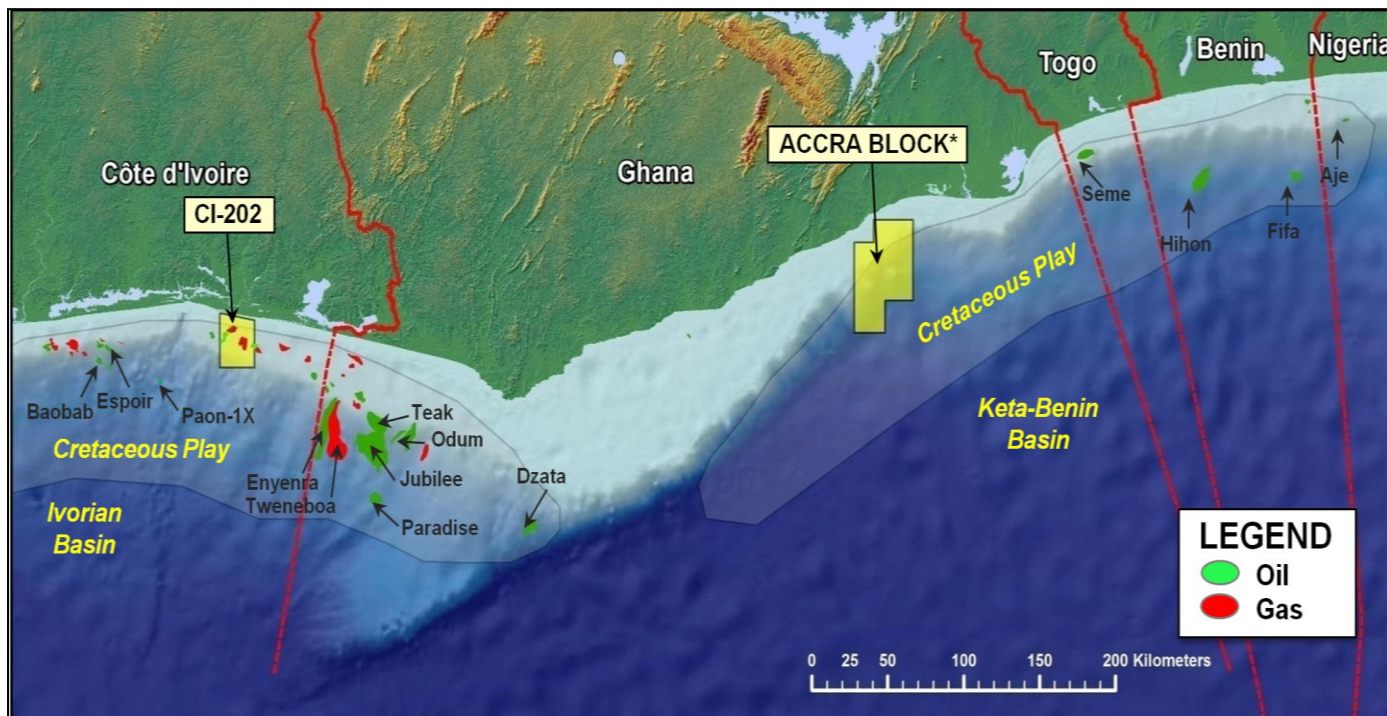 Togo
Benin
Nigeria
Côte d'Ivoire
CI-202
Ghana
ACCRA BLOCK*
Seme
Hihon
Fifa
Aje
Cretaceous Play
Keta-Benin
Basin
Baobab
Espoir
Paon-1X
Cretaceous Play
Ivorian
Basin
Enyenra
Tweneboa
Teak
Odum
Jubilee
Paradise
Dzata
LEGEND
Oil
Gas
0 25 50 100 150 200 Kilometers